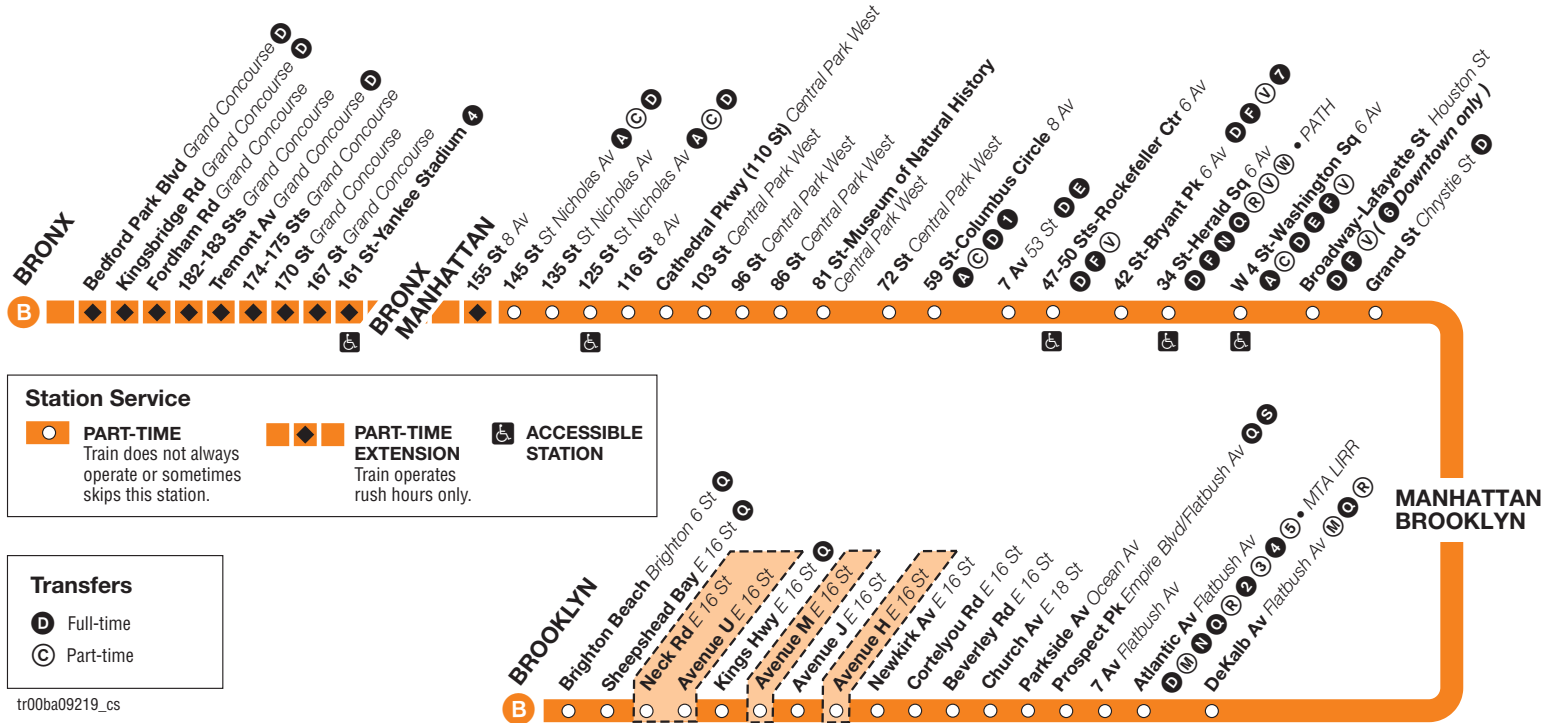 BRONX
B
Bedford Park Blvd Grand Concourse D
Kingsbridge Rd Grand Concourse D
Fordham Rd Grand Concourse
182-183 Sts Grand Concourse
Tremont Av Grand Concourse D
174-175 Sts Grand Concourse
170 St Grand Concourse
167 St Grand Concourse
161 St-Yankee Stadium 4
BRONX
MANHATTAN
155 St 8 Av
145 St St Nicholas Av A C D
135 St St Nicholas Av
125 St St Nicholas Av A C D
116 St 8 Av
Cathedral Pkwy (110 St) Central Park West
103 St Central Park West
96 St Central Park West
86 St Central Park West
81 St-Museum of Natural History
Central Park West
72 St Central Park West
59 St-Columbus Circle 8 Av
A C D 1
7 Av 53 St D E
47-50 Sts-Rockefeller Ctr 6 Av
D F V
42 St-Bryant Pk 6 Av D F V 7
34 St-Herald Sq 6 Av
D F N Q R V W • PATH
W 4 St-Washington Sq 6 Av
A C D E F V
Broadway-Lafayette St Houston St
D F V ( 6 Downtown only )
Grand St Chrystie St D
Station Service
PART-TIME
Train does not always
operate or sometimes
skips this station.
PART-TIME
EXTENSION
Train operates
rush hours only.
ACCESSIBLE
STATION
MANHATTAN
BROOKLYN
Transfers
D Full-time
C Part-time
tr00ba09219_cs
BROOKLYN
B
Brighton Beach Brighton 6 St Q
Sheepshead Bay E 16 St Q
Neck Rd E 16 St
Avenue U E 16 St
Kings Hwy E 16 St Q
Avenue M E 16 St
Avenue J E 16 St
Avenue H E 16 St
Newkirk Av E 16 St
Cortelyou Rd E 16 St
Beverley Rd E 16 St
Church Av E 18 St
Parkside Av Ocean Av
Prospect Pk Empire Blvd/Flatbush Av Q S
7 Av Flatbush Av
Atlantic Av Flatbush Av
D M N Q R 2 3 4 5 • MTA LIRR
DeKalb Av Flatbush Av M Q R